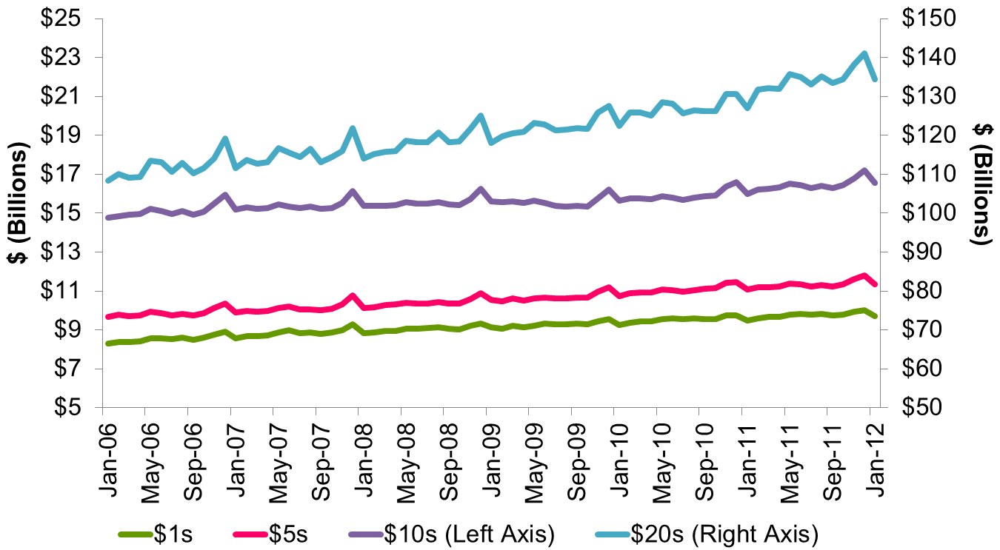 $25
$23
$21
$19
$17
$15
$13
$11
$9
$7
$5
$ (Billions)
$150
$140
$130
$120
$110
$100
$90
$80
$70
$60
$50
$ (Billions)
Jan-06
May-06
Sep-06
Jan-07
May-07
Sep-07
Jan-08
May-08
Sep-08
Jan-09
May-09
Sep-09
Jan-10
May-10
Sep-10
Jan-11
May-11
Sep-11
Jan-12
$1s $5s $10s (Left Axis) $20s (Right Axis)